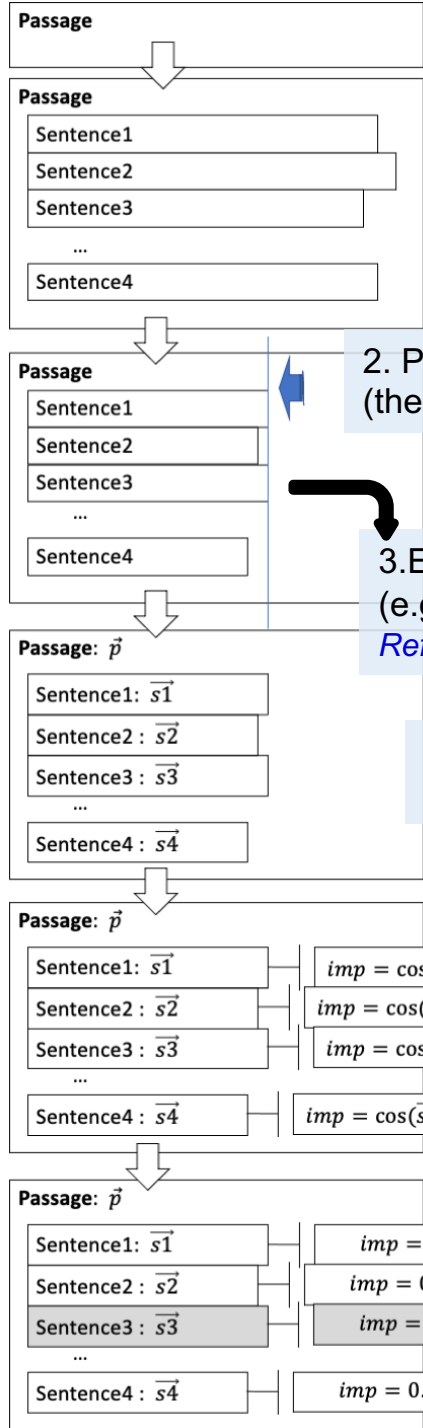 Passage
Passage
Sentence1
Sentence2
Sentence3
...
Sentence4
Passage
Sentence1
Sentence2
Sentence3
...
Sentence4
2. P
(the
3.E
(e.g
Ref
Passage: p⃗
Sentence1: s1⃗
Sentence2 : s2⃗
Sentence3 : s3⃗
...
Sentence4 : s4⃗
Passage: p⃗
Sentence1: s1⃗ imp = cos
Sentence2 : s2⃗ imp = cos(
Sentence3 : s3⃗ imp = cos
...
Sentence4 : s4⃗ imp = cos(s
Passage: p⃗
Sentence1: s1⃗ imp =
Sentence2 : s2⃗ imp = 0
Sentence3 : s3⃗ imp =
...
Sentence4 : s4⃗ imp = 0.